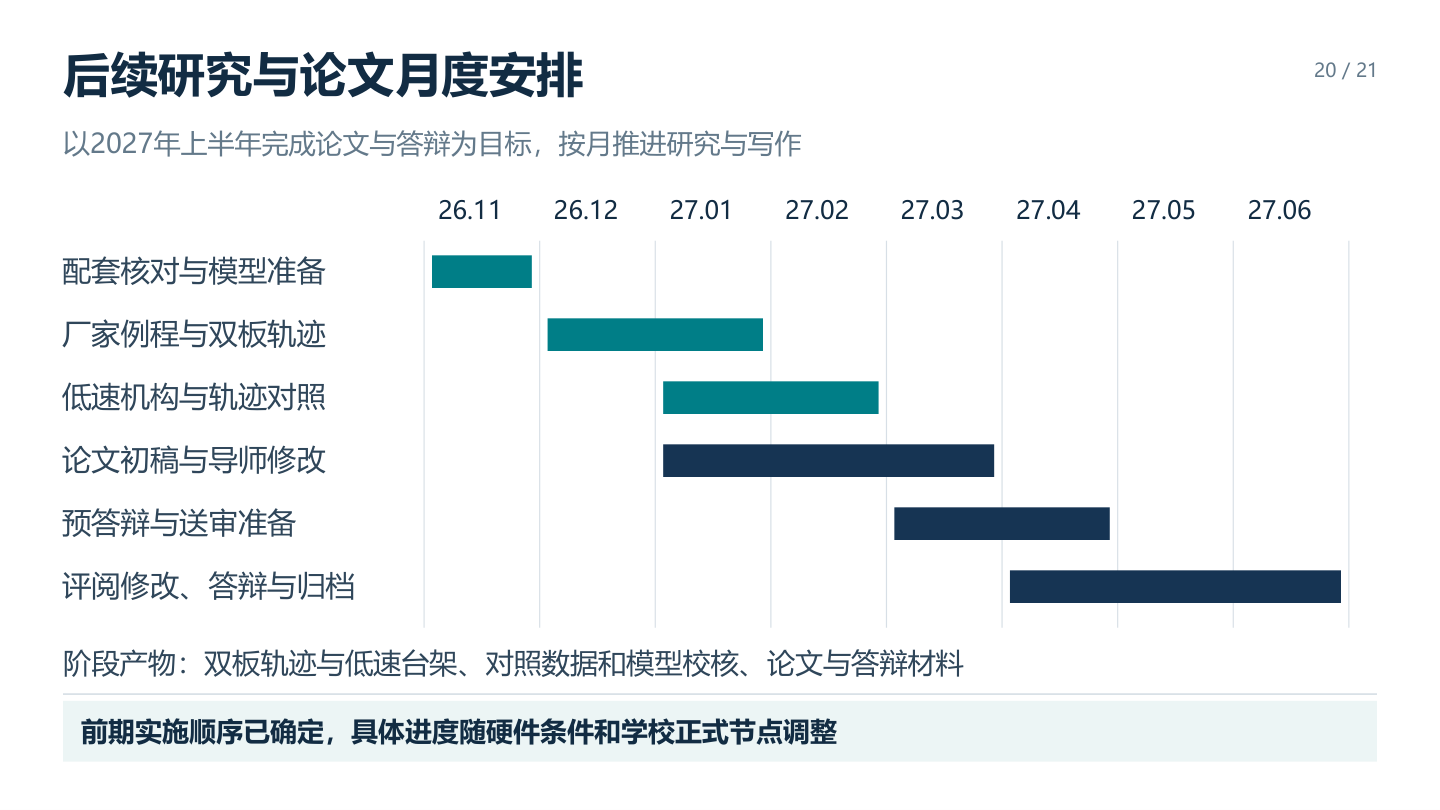 后续研究与论文月度安排
20 / 21
以2027年上半年完成论文与答辩为目标，按月推进研究与写作
26.11 26.12 27.01 27.02 27.03 27.04 27.05 27.06
配套核对与模型准备
厂家例程与双板轨迹
低速机构与轨迹对照
论文初稿与导师修改
预答辩与送审准备
评阅修改、答辩与归档
阶段产物：双板轨迹与低速台架、对照数据和模型校核、论文与答辩材料
前期实施顺序已确定，具体进度随硬件条件和学校正式节点调整